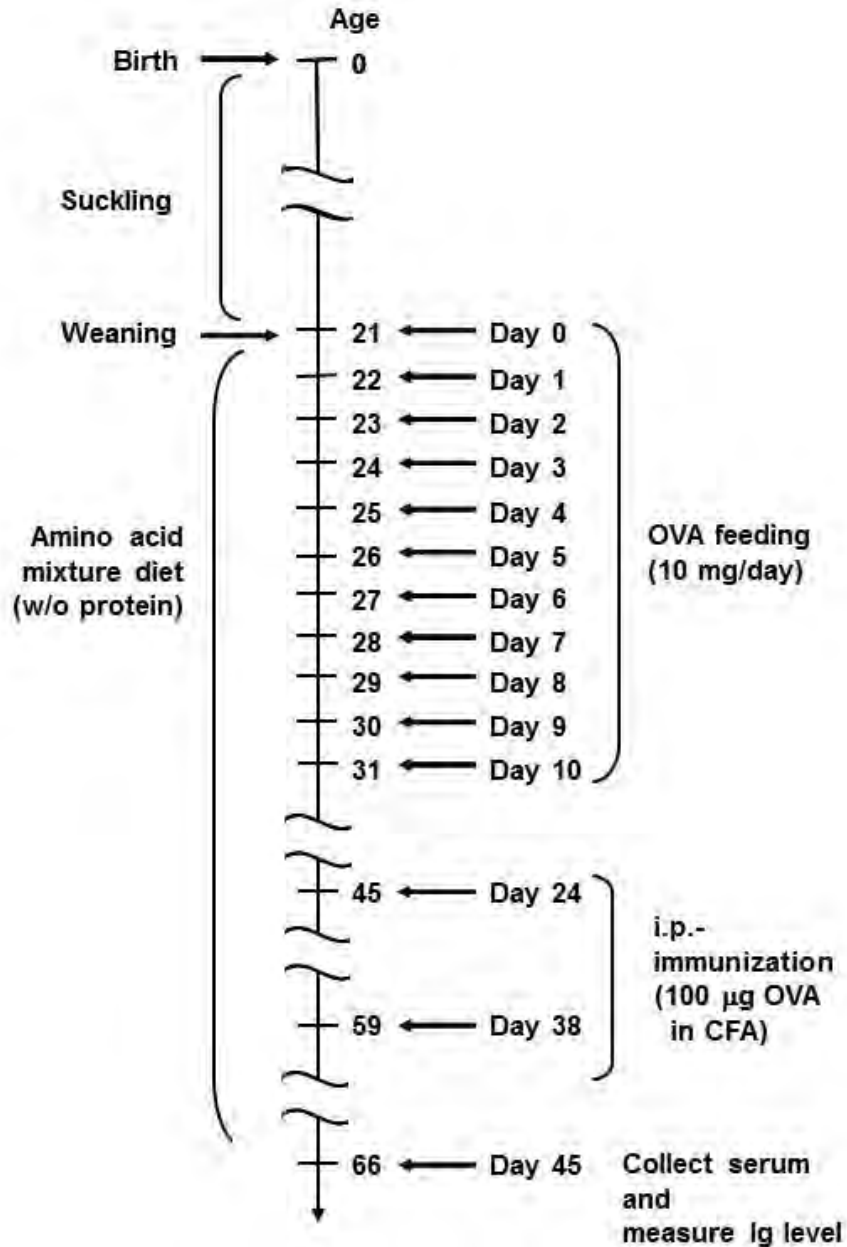 Age
Birth 0
Suckling
Weaning 21 Day 0
22 Day 1
23 Day 2
24 Day 3
25 Day 4
26 Day 5
27 Day 6
28 Day 7
29 Day 8
30 Day 9
31 Day 10
Amino acid
mixture diet
(w/o protein)
OVA feeding
(10 mg/day)
45 Day 24
59 Day 38
i.p.-
immunization
(100 μg OVA
in CFA)
66 Day 45
Collect serum
and
measure Ig level